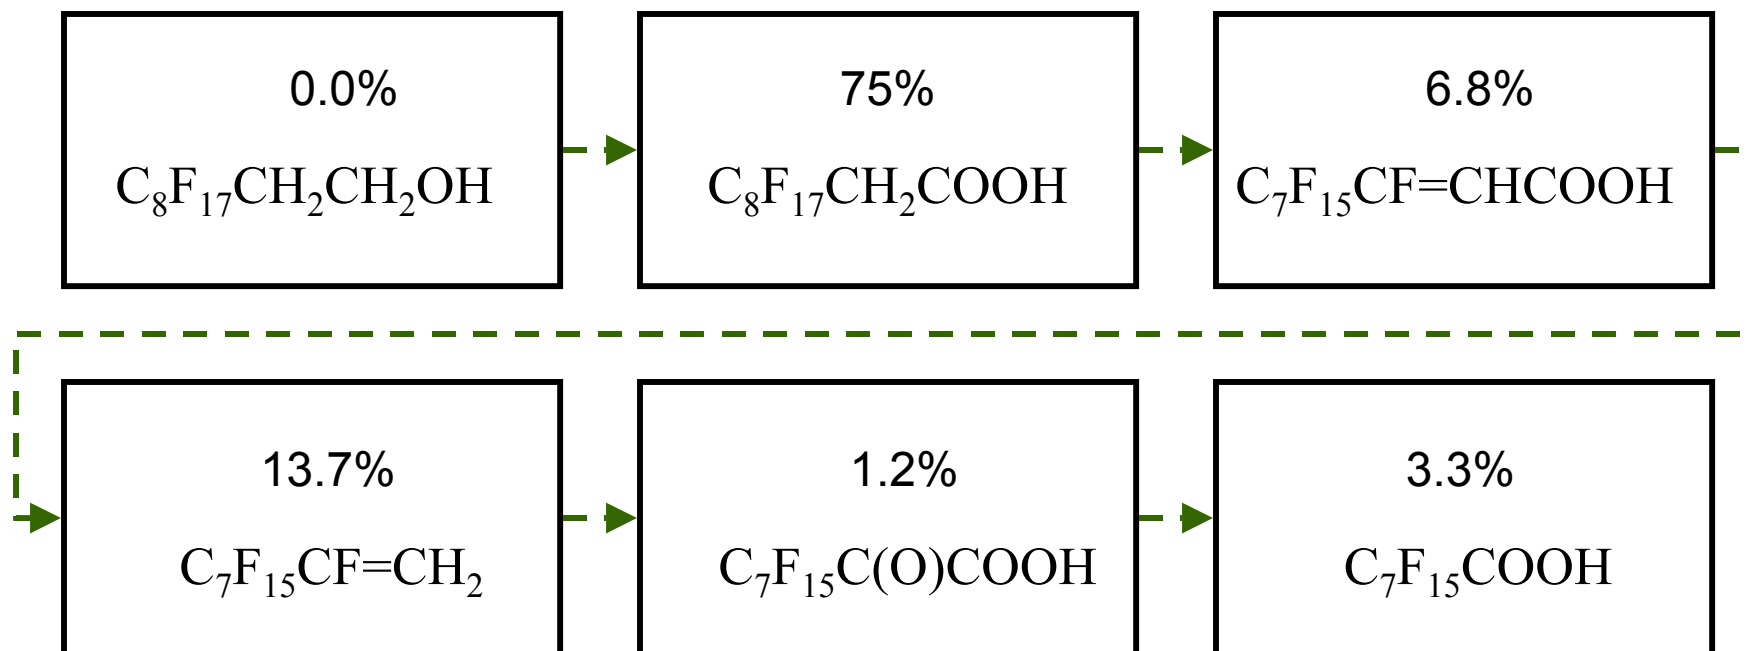 0.0%
C₈F₁₇CH₂CH₂OH
75%
C₈F₁₇CH₂COOH
6.8%
C₇F₁₅CF=CHCOOH
13.7%
C₇F₁₅CF=CH₂
1.2%
C₇F₁₅C(O)COOH
3.3%
C₇F₁₅COOH